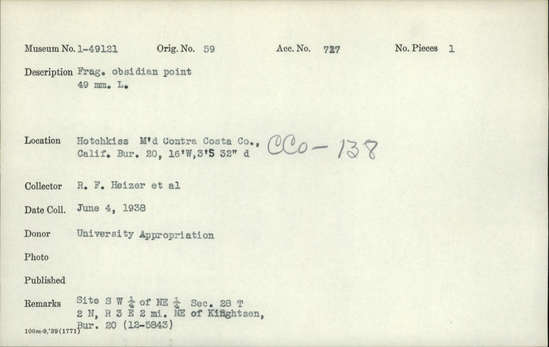 Museum No. 1-49121 Orig. No. 59 Acc. No. 727 No. Pieces 1
Description Frag. obsidian point
49 mm. L.
Location Hotchkiss M'd Contra Costa Co., CCo-138
Calif. Bur. 20, 16'W,3'S 32" d
Collector R. F. Heizer et al
Date Coll. June 4, 1938
Donor University Appropriation
Photo
Published
Remarks Site S W ¼ of NE ¼ Sec. 28 T
2 N, R 3 E 2 mi. NE of Knightsen,
Bur. 20 (12-5843)
100m-9,'39(1771)